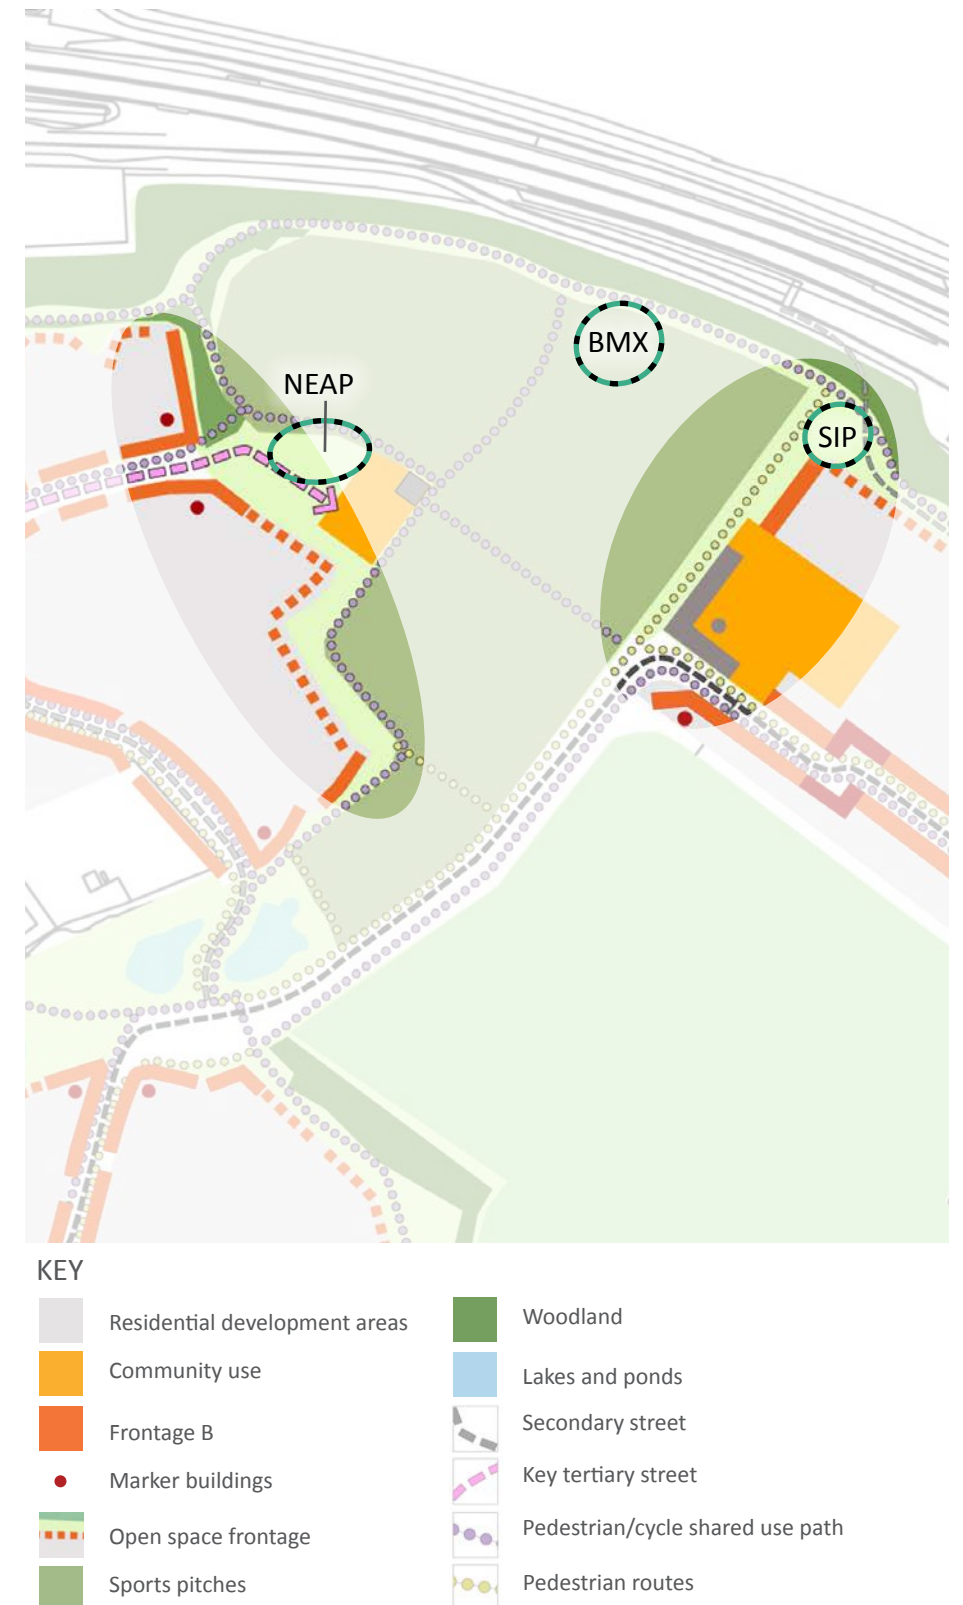 BMX
NEAP
SIP
KEY
Residential development areas
Community use
Frontage B
Marker buildings
Open space frontage
Sports pitches
Woodland
Lakes and ponds
Secondary street
Key tertiary street
Pedestrian/cycle shared use path
Pedestrian routes